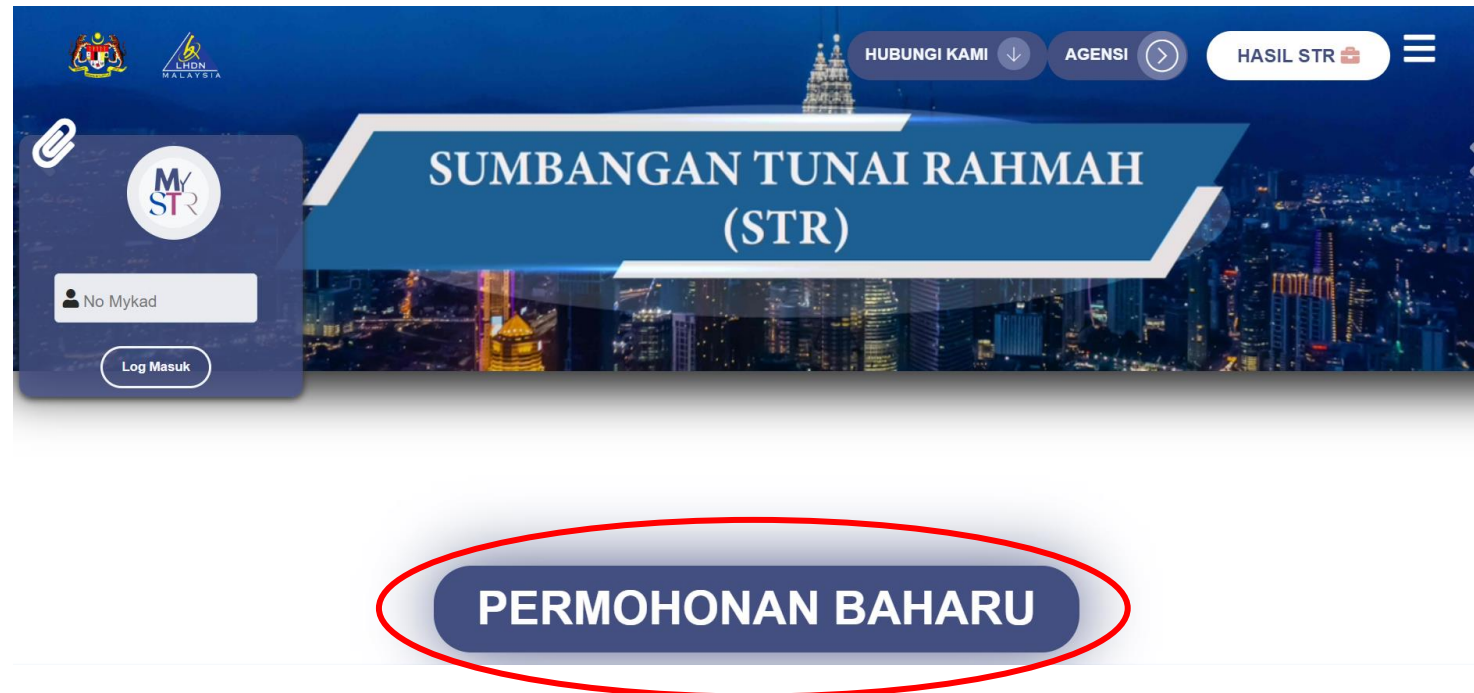 LHDN
MALAYSIA
HUBUNGI KAMI
AGENSI
HASIL STR
SUMBANGAN TUNAI RAHMAH
(STR)
MY
STR
No Mykad
Log Masuk
PERMOHONAN BAHARU